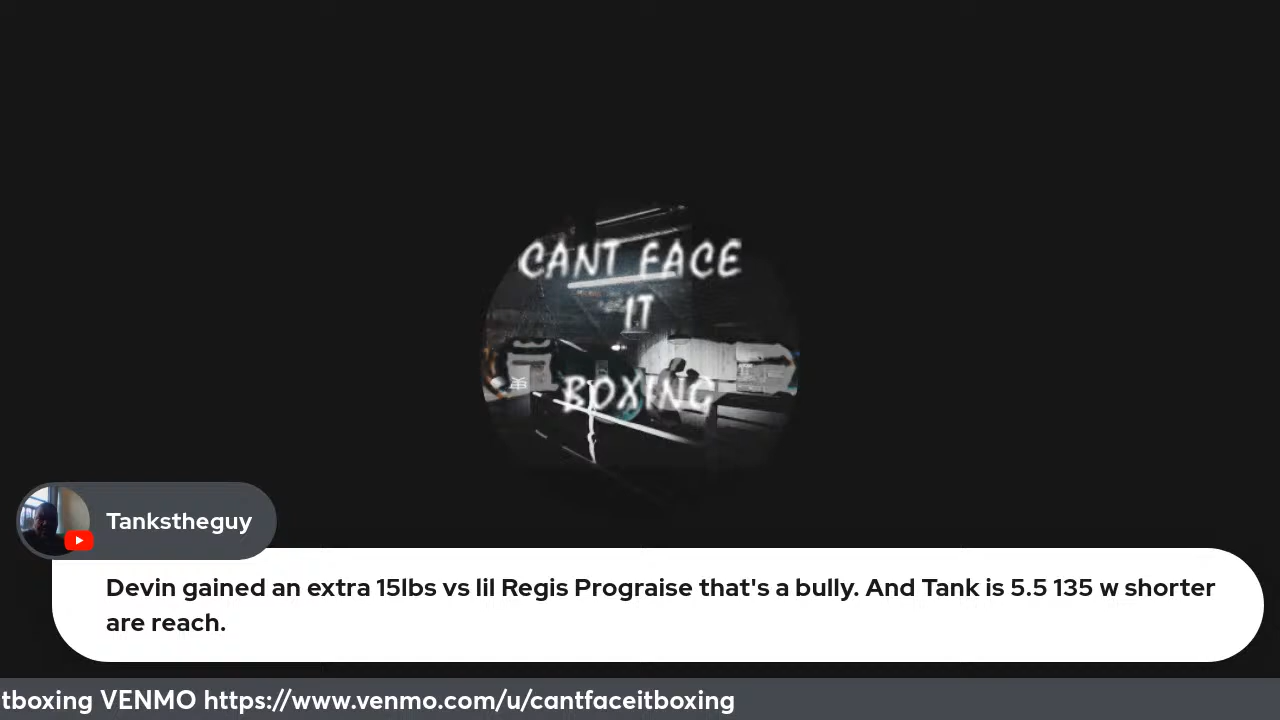 CANT FACE
IT
BOXING
Tankstheguy
Devin gained an extra 15lbs vs lil Regis Prograise that's a bully. And Tank is 5.5 135 w shorter
are reach.
tboxing VENMO https://www.venmo.com/u/cantfaceitboxing